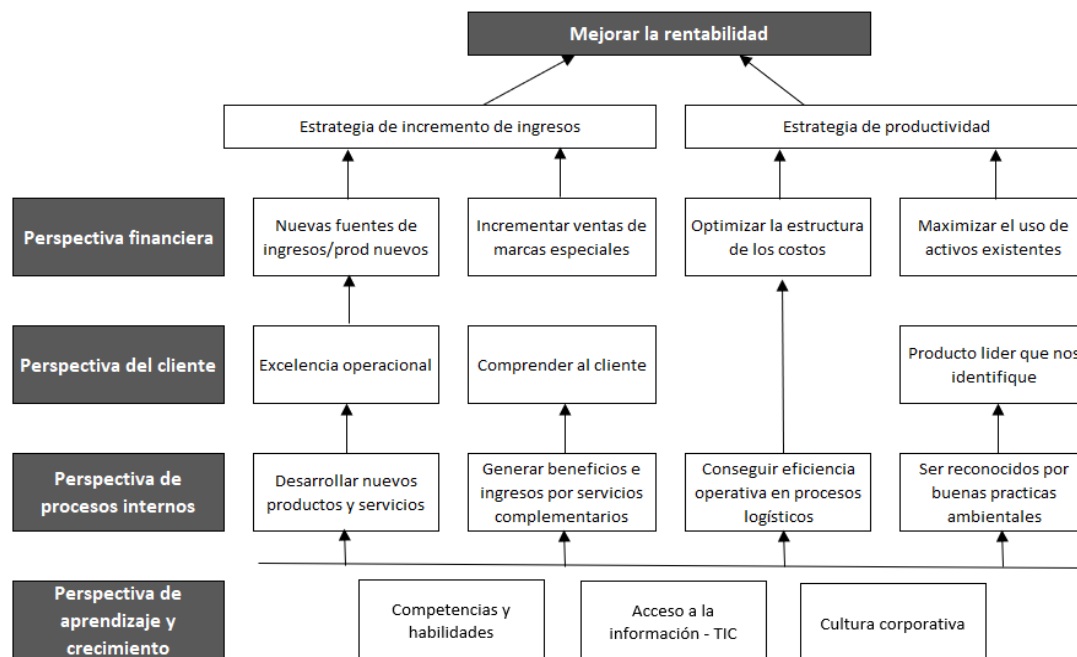 Mejorar la rentabilidad
Estrategia de incremento de ingresos
Estrategia de productividad
Perspectiva financiera
Nuevas fuentes de
ingresos/prod nuevos
Incrementar ventas de
marcas especiales
Optimizar la estructura
de los costos
Maximizar el uso de
activos existentes
Perspectiva del cliente
Excelencia operacional
Comprender al cliente
Producto lider que nos
identifique
Perspectiva de
procesos internos
Desarrollar nuevos
productos y servicios
Generar beneficios e
ingresos por servicios
complementarios
Conseguir eficiencia
operativa en procesos
logísticos
Ser reconocidos por
buenas practicas
ambientales
Perspectiva de
aprendizaje y
crecimiento
Competencias y
habilidades
Acceso a la
información - TIC
Cultura corporativa